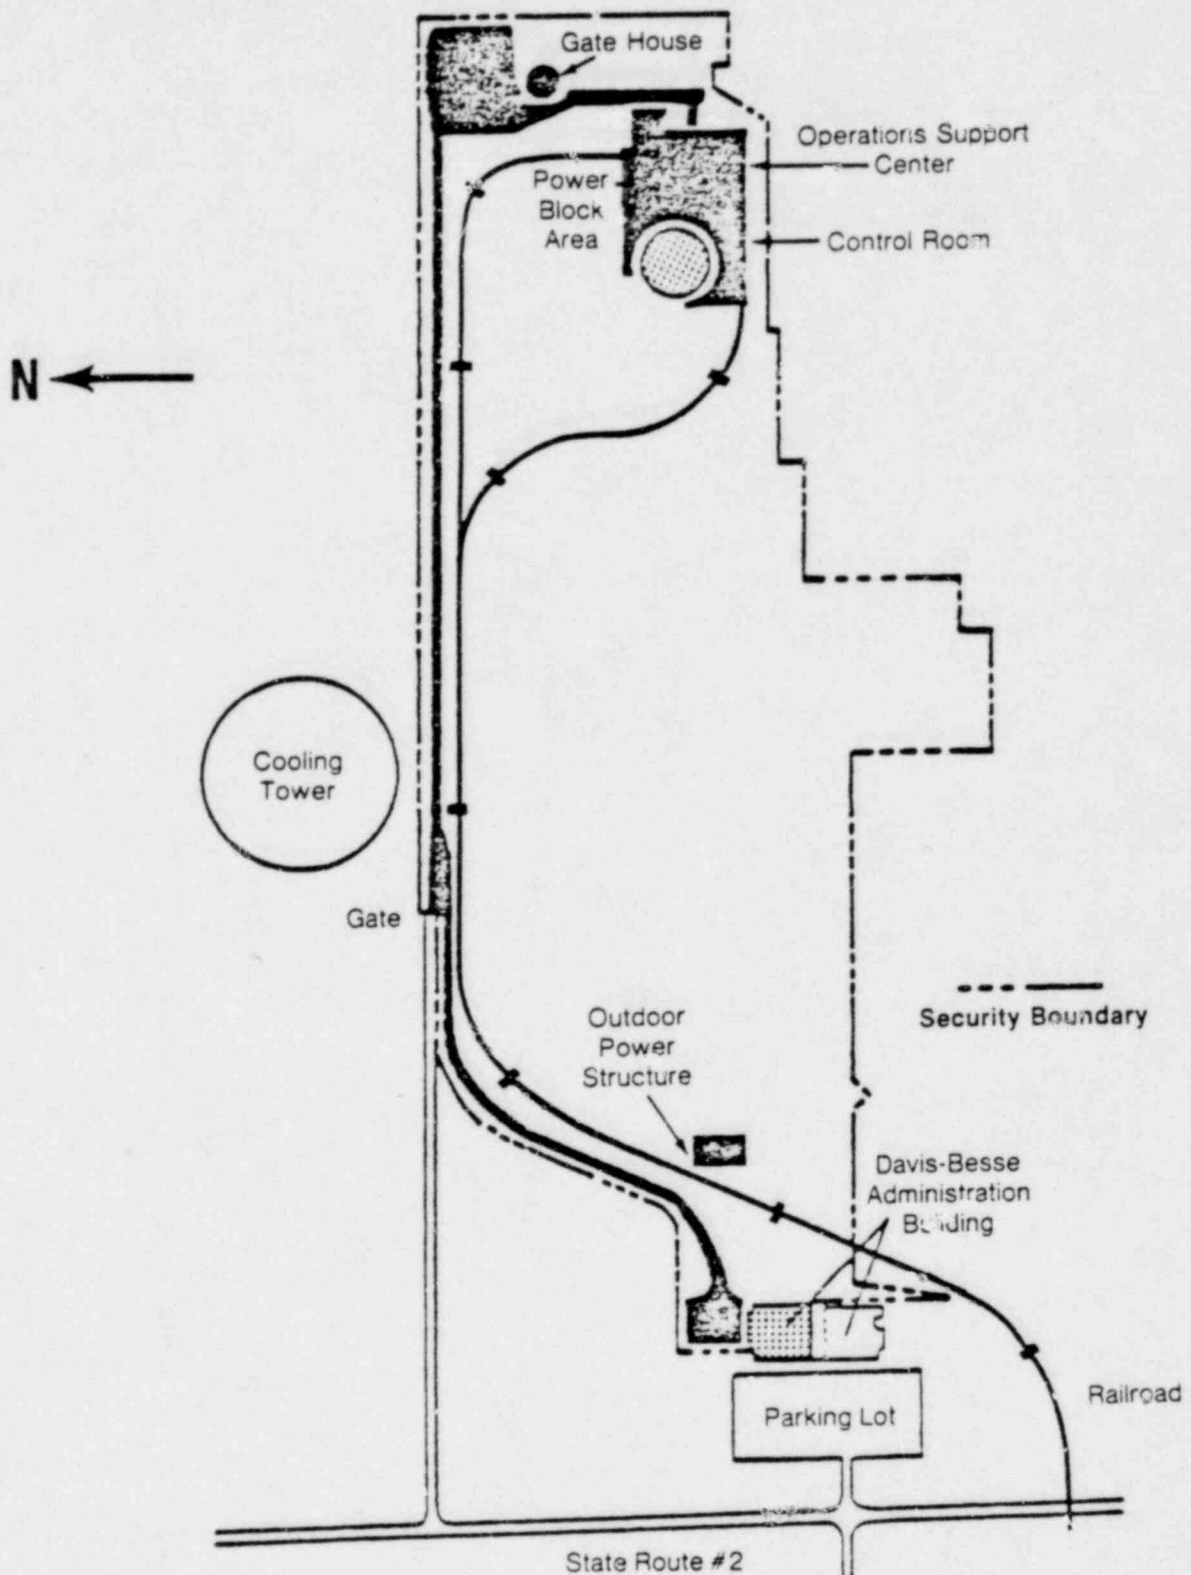 Gate House
Operations Support
Center
Power
Block
Area
Control Room
N
Cooling
Tower
Gate
Outdoor
Power
Structure
Security Boundary
Davis-Besse
Administration
Building
Railroad
Parking Lot
State Route #2